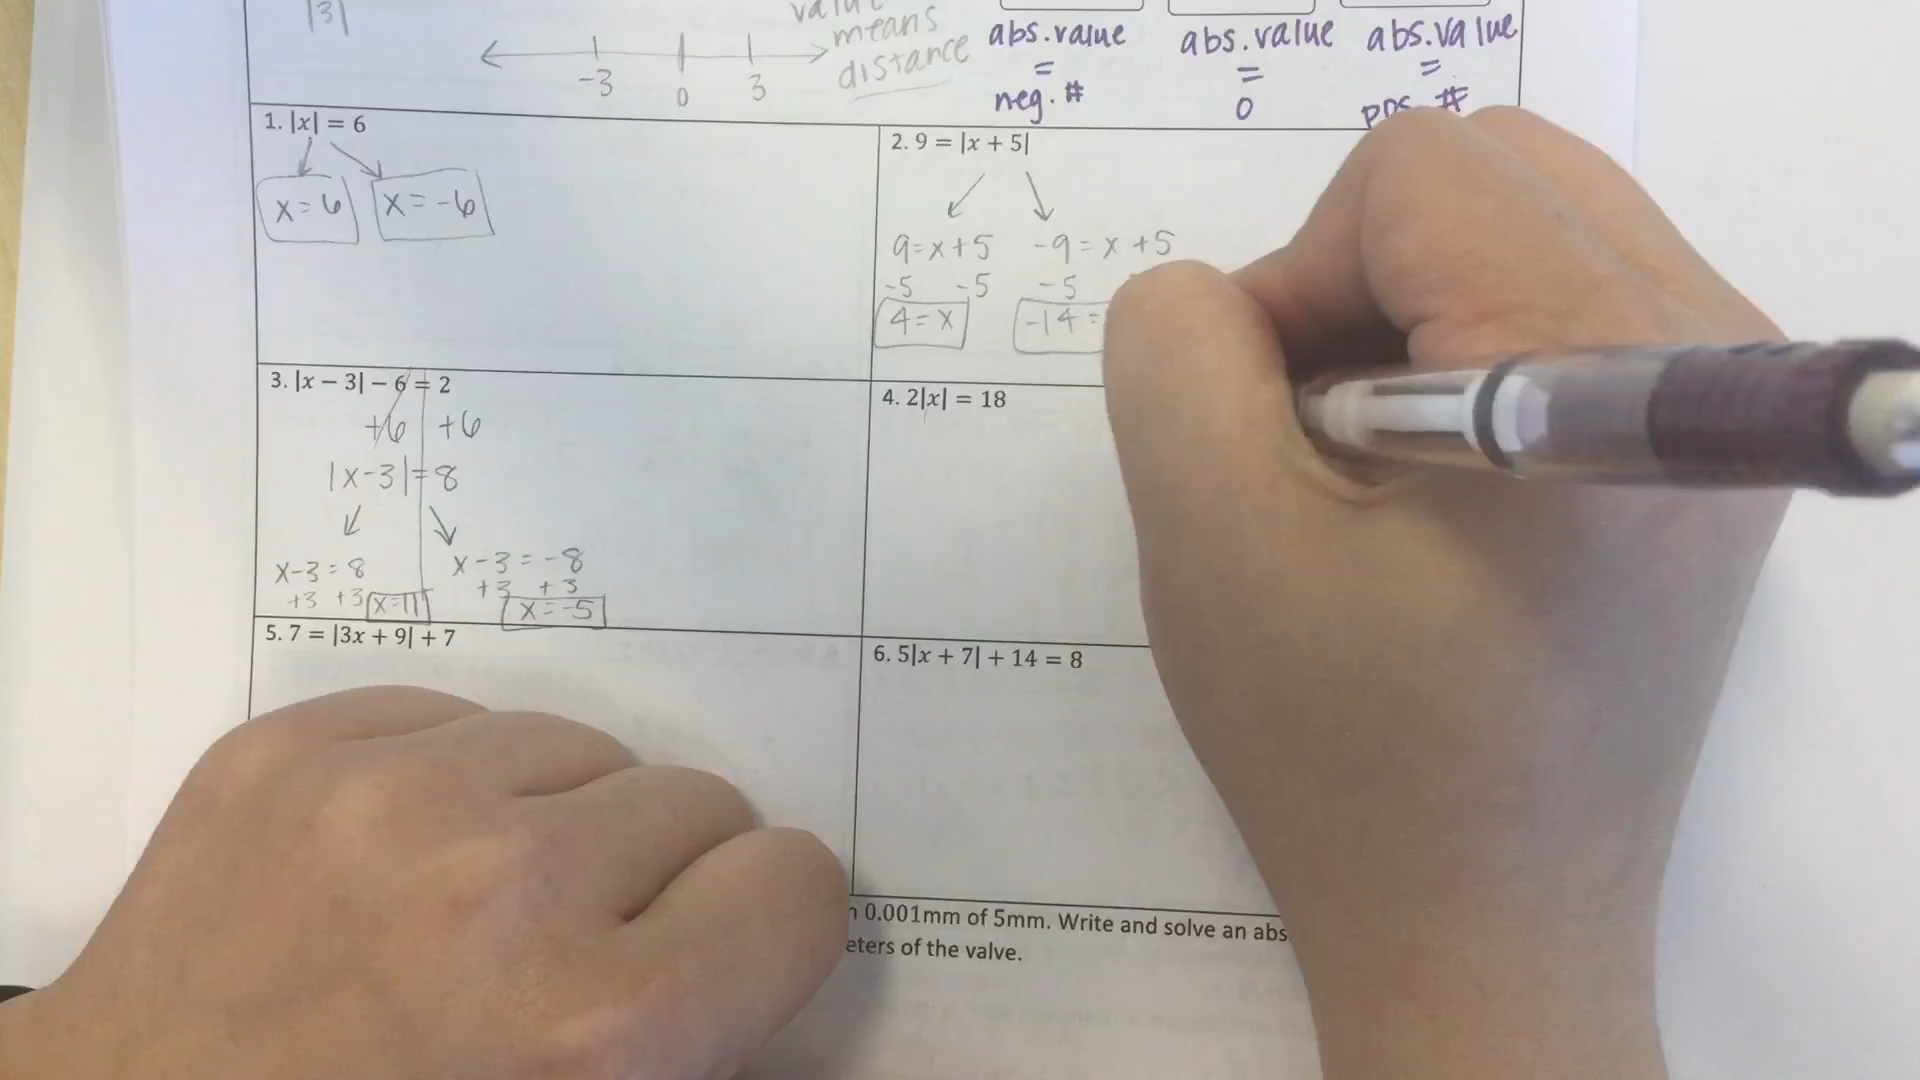 |3|
means
distance
-3
0
3
abs.value
=
neg. #
abs.value
=
0
abs.value
=
pos. #
1. |x| = 6
x = 6
x = -6
2. 9 = |x + 5|
9 = x + 5
-5 -5
4 = x
-9 = x + 5
-5
-14 =
3. |x − 3| − 6 = 2
+6 +6
|x-3| = 8
x-3 = 8
+3 +3
x = 11
x-3 = -8
+3 +3
x = -5
4. 2|x| = 18
5. 7 = |3x + 9| + 7
6. 5|x + 7| + 14 = 8
0.001mm of 5mm. Write and solve an
of the valve.